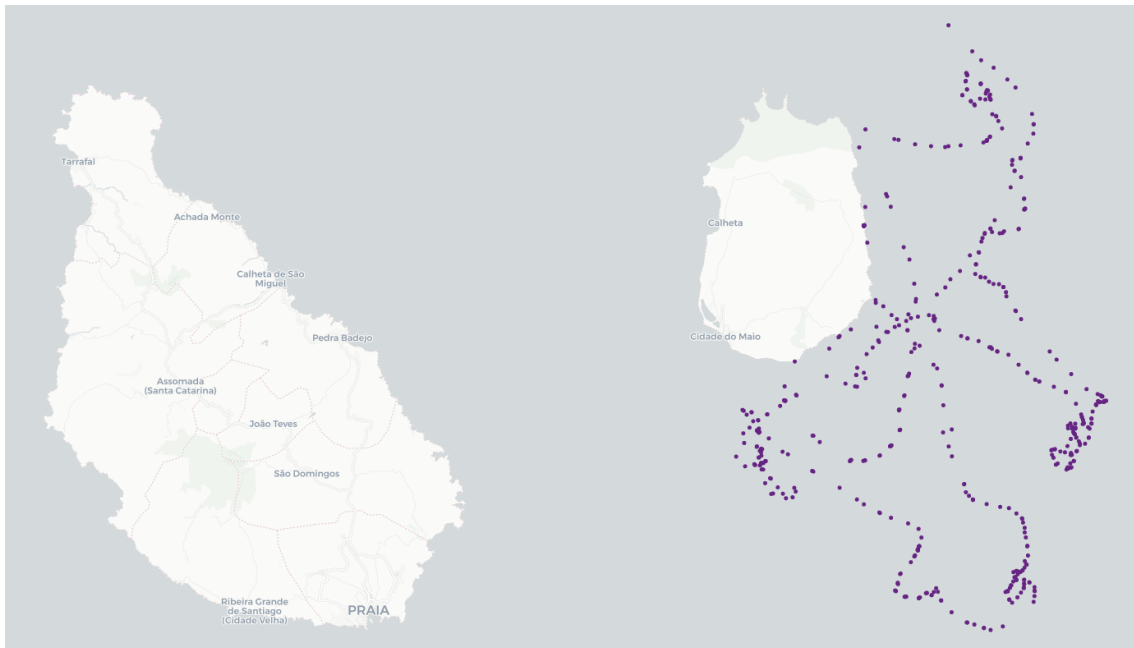 Tarrafal
Achada Monte
Calheta
Calheta de São
Miguel
Pedra Badejo
Cidade do Maio
Assomada
(Santa Catarina)
João Teves
São Domingos
Ribeira Grande
de Santiago
(Cidade Velha)
PRAIA